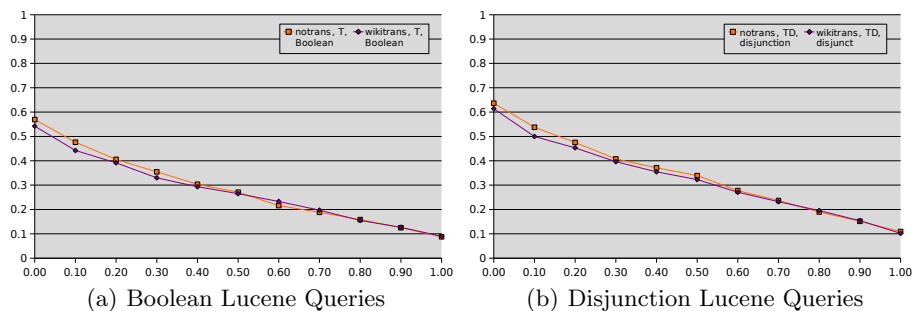 1
0.9
0.8
0.7
0.6
0.5
0.4
0.3
0.2
0.1
0
0.00 0.10 0.20 0.30 0.40 0.50 0.60 0.70 0.80 0.90 1.00
notrans, T, Boolean
wikitrans, T, Boolean
(a) Boolean Lucene Queries
1
0.9
0.8
0.7
0.6
0.5
0.4
0.3
0.2
0.1
0
0.00 0.10 0.20 0.30 0.40 0.50 0.60 0.70 0.80 0.90 1.00
notrans, TD, disjunction
wikitrans, TD, disjunct
(b) Disjunction Lucene Queries